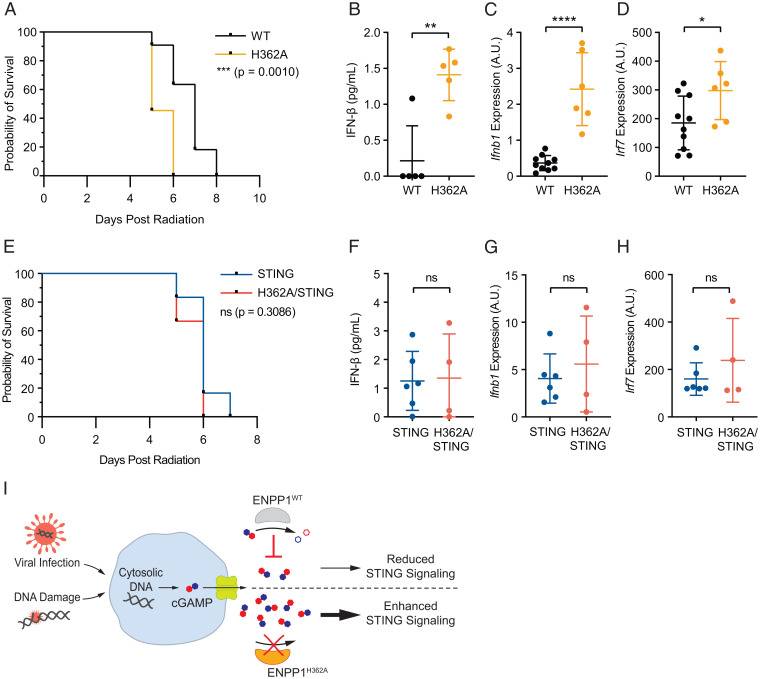 A
Probability of Survival
100
80
60
40
20
0
0 2 4 6 8 10
Days Post Radiation
WT
H362A
*** (p = 0.0010)
B
IFN-β (pg/mL)
2.0
1.5
1.0
0.5
0.0
**
WT H362A
C
Ifnb1 Expression (A.U.)
4
3
2
1
0
****
WT H362A
D
Irf7 Expression (A.U.)
500
400
300
200
100
0
*
WT H362A
E
Probability of Survival
100
80
60
40
20
0
0 2 4 6 8
Days Post Radiation
STING
H362A/STING
ns (p = 0.3086)
F
IFN-β (pg/mL)
5
4
3
2
1
0
ns
STING H362A/
STING
G
Ifnb1 Expression (A.U.)
15
10
5
0
ns
STING H362A/
STING
H
Irf7 Expression (A.U.)
600
400
200
0
ns
STING H362A/
STING
I
Viral Infection
DNA Damage
Cytosolic
DNA
cGAMP
ENPP1WT
Reduced
STING Signaling
Enhanced
STING Signaling
ENPP1H362A